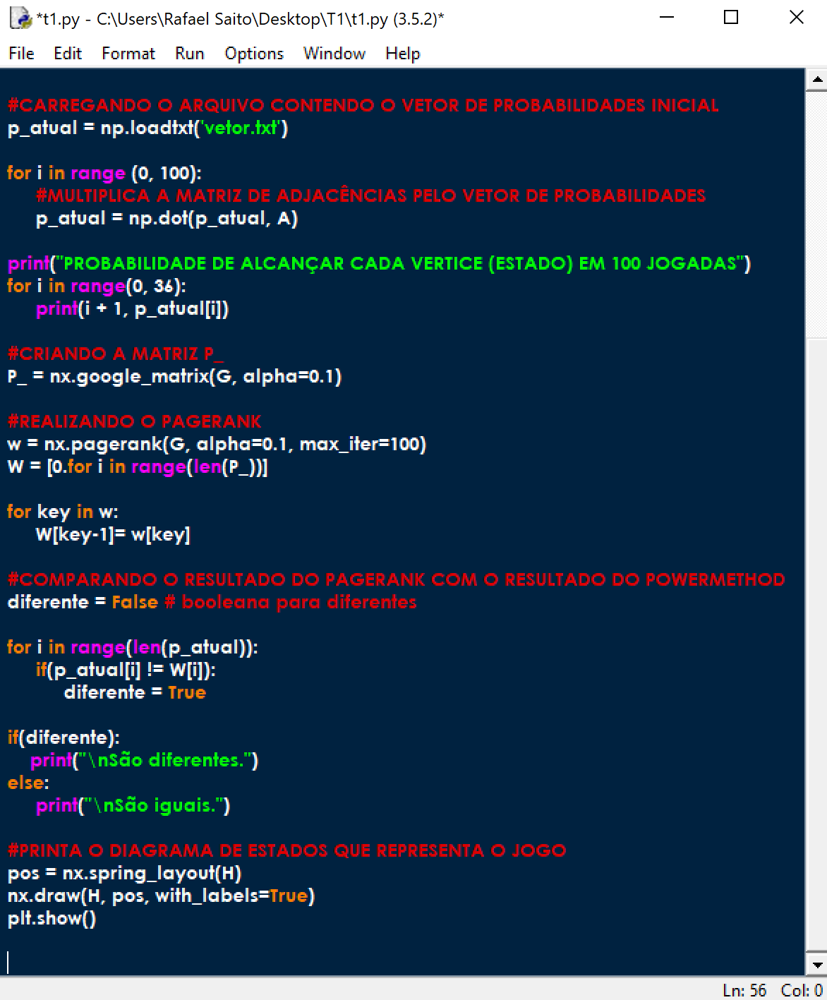 *t1.py - C:\Users\Rafael Saito\Desktop\T1\t1.py (3.5.2)*
File Edit Format Run Options Window Help
#CARREGANDO O ARQUIVO CONTENDO O VETOR DE PROBABILIDADES INICIAL
p_atual = np.loadtxt('vetor.txt')
for i in range (0, 100):
#MULTIPLICA A MATRIZ DE ADJACÊNCIAS PELO VETOR DE PROBABILIDADES
p_atual = np.dot(p_atual, A)
print("PROBABILIDADE DE ALCANÇAR CADA VERTICE (ESTADO) EM 100 JOGADAS")
for i in range(0, 36):
print(i + 1, p_atual[i])
#CRIANDO A MATRIZ P_
P_ = nx.google_matrix(G, alpha=0.1)
#REALIZANDO O PAGERANK
w = nx.pagerank(G, alpha=0.1, max_iter=100)
W = [0.for i in range(len(P_))]
for key in w:
W[key-1]= w[key]
#COMPARANDO O RESULTADO DO PAGERANK COM O RESULTADO DO POWERMETHOD
diferente = False # booleana para diferentes
for i in range(len(p_atual)):
if(p_atual[i] != W[i]):
diferente = True
if(diferente):
print("\nSão diferentes.")
else:
print("\nSão iguais.")
#PRINTA O DIAGRAMA DE ESTADOS QUE REPRESENTA O JOGO
pos = nx.spring_layout(H)
nx.draw(H, pos, with_labels=True)
plt.show()
Ln: 56 Col: 0